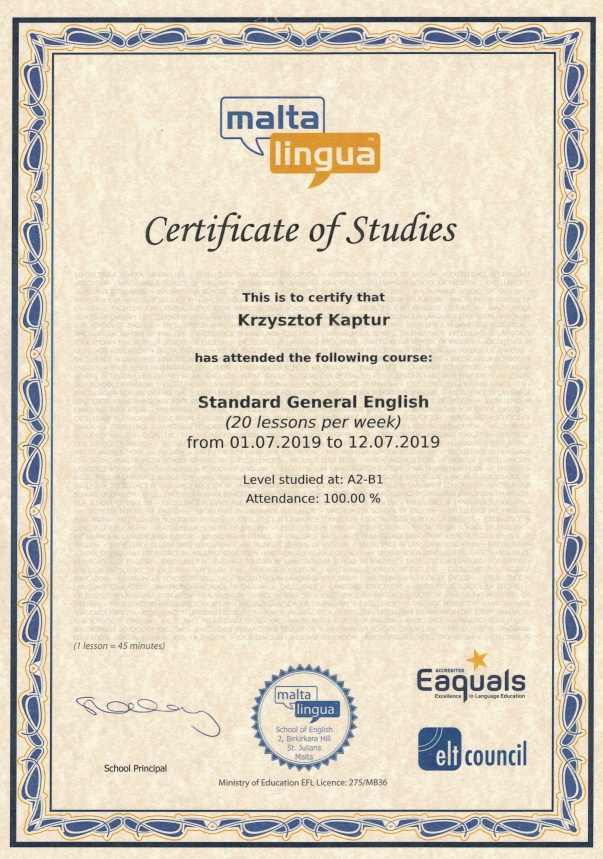 malta
lingua™
Certificate of Studies
This is to certify that
Krzysztof Kaptur
has attended the following course:
Standard General English
(20 lessons per week)
from 01.07.2019 to 12.07.2019
Level studied at: A2-B1
Attendance: 100.00 %
(1 lesson = 45 minutes)
School Principal
malta
lingua
School of English
2, Birkirkara Hill
St. Julians
Malta
Ministry of Education EFL Licence: 275/MB36
ACCREDITED
Eaquals
Excellence in Language Education
elt council